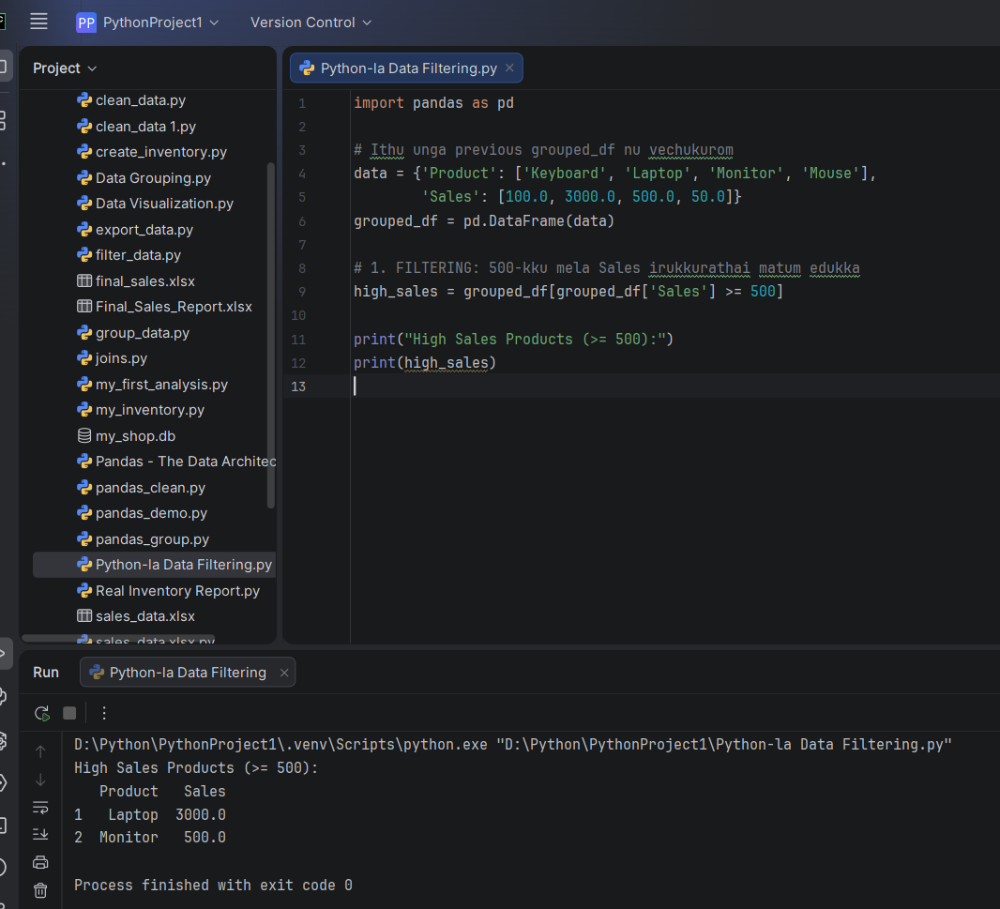 PP PythonProject1 Version Control
Project
clean_data.py
clean_data 1.py
create_inventory.py
Data Grouping.py
Data Visualization.py
export_data.py
filter_data.py
final_sales.xlsx
Final_Sales_Report.xlsx
group_data.py
joins.py
my_first_analysis.py
my_inventory.py
my_shop.db
Pandas - The Data Architec
pandas_clean.py
pandas_demo.py
pandas_group.py
Python-la Data Filtering.py
Real Inventory Report.py
sales_data.xlsx
sales_data.xlsx.py
Python-la Data Filtering.py
1 import pandas as pd
2
3 # Ithu unga previous grouped_df nu vechukurom
4 data = {'Product': ['Keyboard', 'Laptop', 'Monitor', 'Mouse'],
5 'Sales': [100.0, 3000.0, 500.0, 50.0]}
6 grouped_df = pd.DataFrame(data)
7
8 # 1. FILTERING: 500-kku mela Sales irukkurathai matum edukka
9 high_sales = grouped_df[grouped_df['Sales'] >= 500]
10
11 print("High Sales Products (>= 500):")
12 print(high_sales)
13
Run Python-la Data Filtering
D:\Python\PythonProject1\.venv\Scripts\python.exe "D:\Python\PythonProject1\Python-la Data Filtering.py"
High Sales Products (>= 500):
Product Sales
1 Laptop 3000.0
2 Monitor 500.0
Process finished with exit code 0